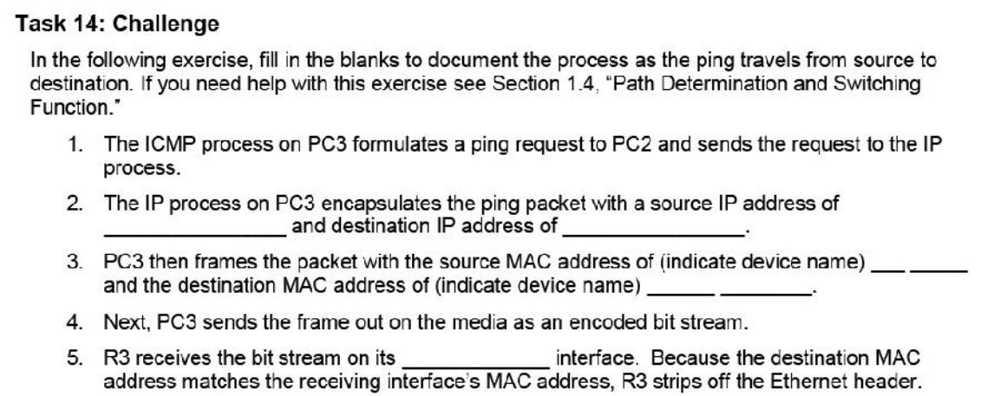 Task 14: Challenge
In the following exercise, fill in the blanks to document the process as the ping travels from source to
destination. If you need help with this exercise see Section 1.4, “Path Determination and Switching
Function.”
1. The ICMP process on PC3 formulates a ping request to PC2 and sends the request to the IP
process.
2. The IP process on PC3 encapsulates the ping packet with a source IP address of
_________________ and destination IP address of _________________.
3. PC3 then frames the packet with the source MAC address of (indicate device name) ___ _____
and the destination MAC address of (indicate device name) ______ ________.
4. Next, PC3 sends the frame out on the media as an encoded bit stream.
5. R3 receives the bit stream on its ______________ interface. Because the destination MAC
address matches the receiving interface's MAC address, R3 strips off the Ethernet header.